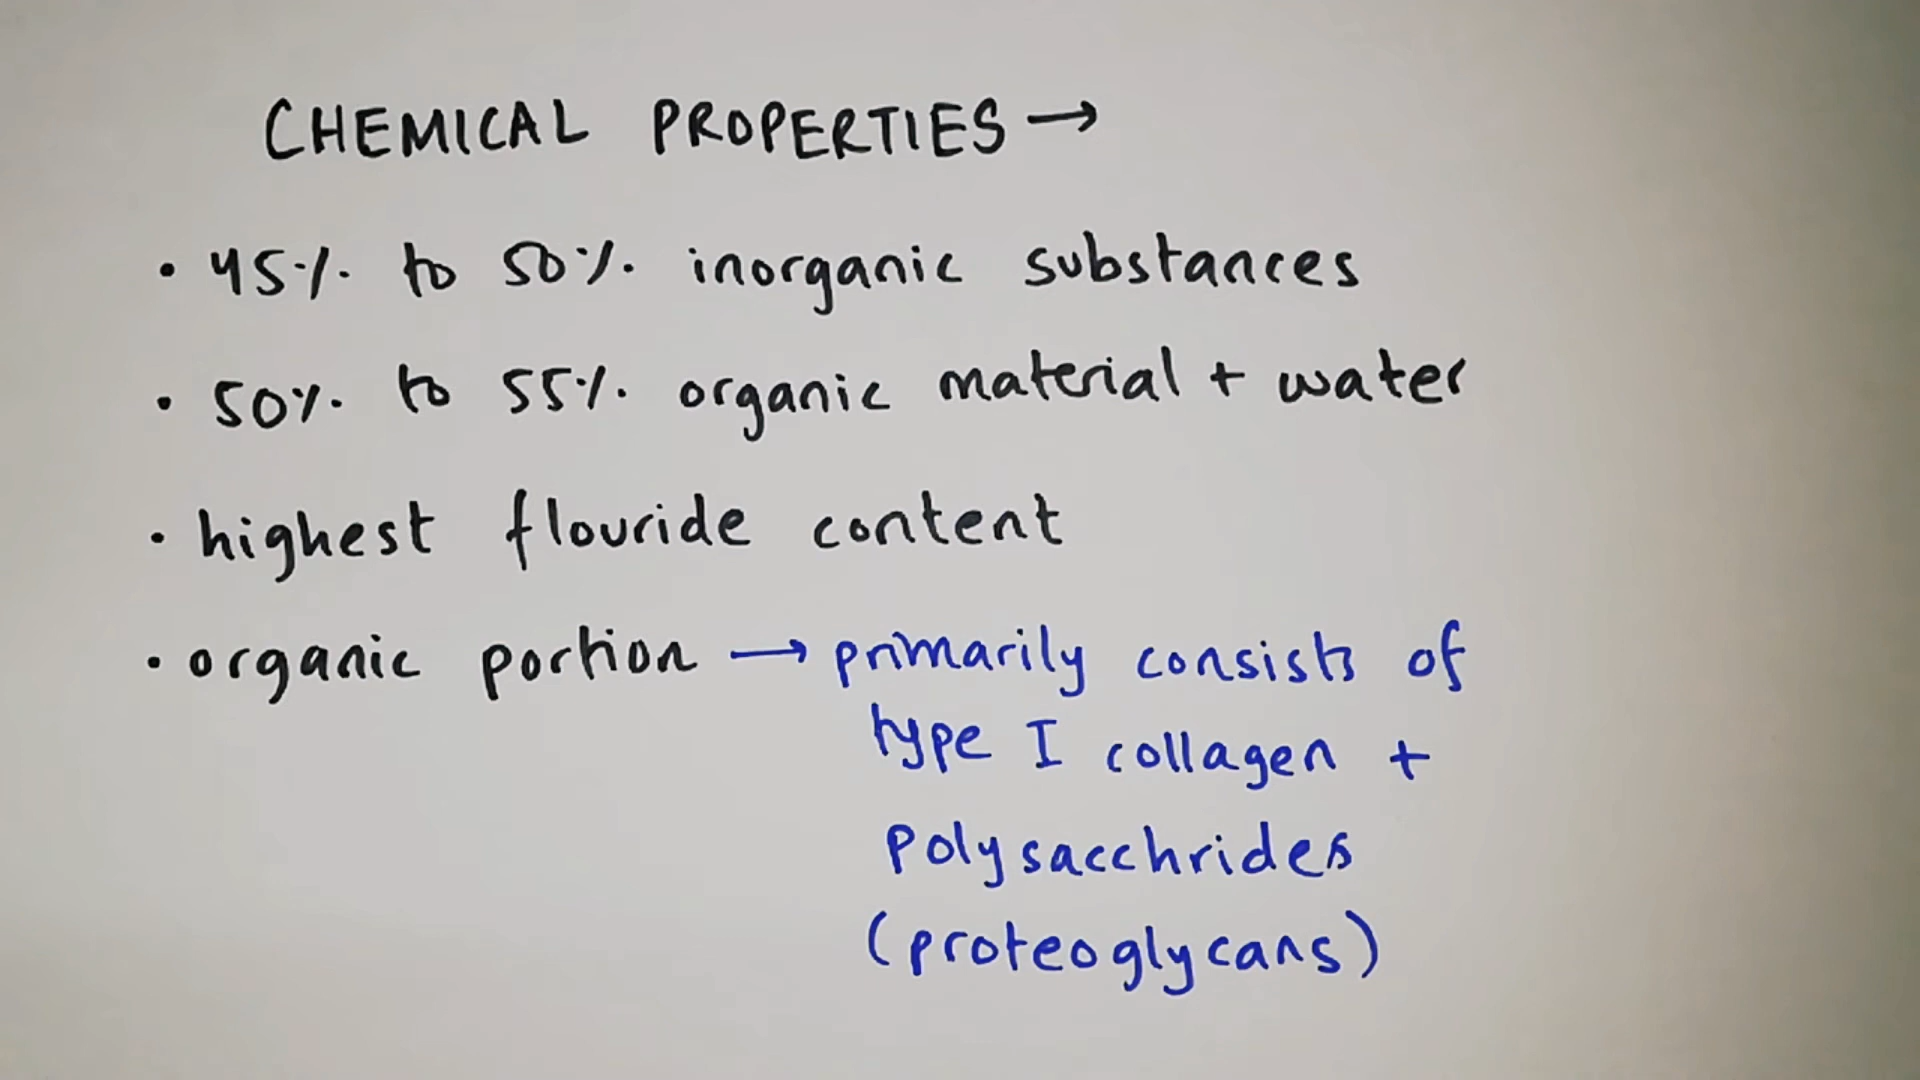 CHEMICAL PROPERTIES →
• 45% to 50% inorganic substances
• 50% to 55% organic material + water
• highest flouride content
• organic portion → primarily consists of
type I collagen +
polysacchrides
(proteoglycans)